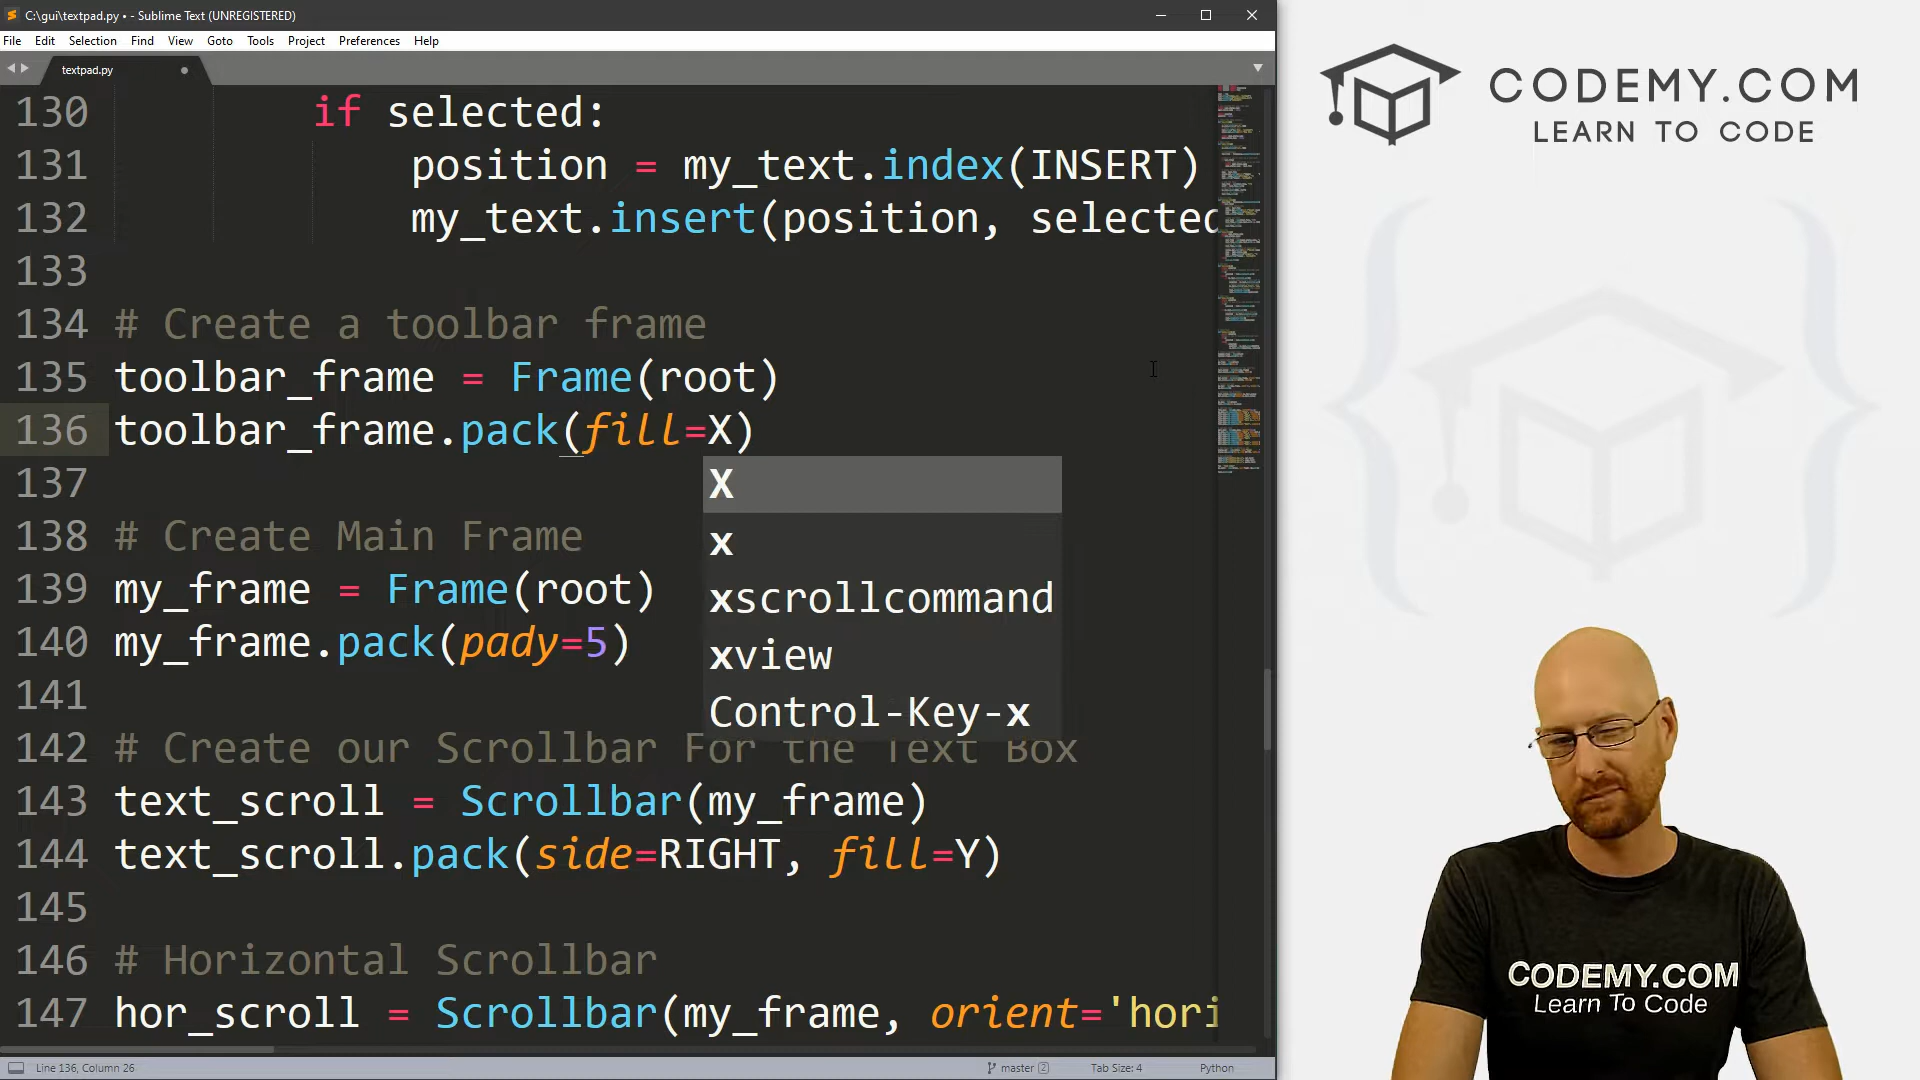 C:\gui\textpad.py • - Sublime Text (UNREGISTERED)
File Edit Selection Find View Goto Tools Project Preferences Help
textpad.py
130 if selected:
131 position = my_text.index(INSERT)
132 my_text.insert(position, selected
133
134 # Create a toolbar frame
135 toolbar_frame = Frame(root)
136 toolbar_frame.pack(fill=X)
137
X
138 # Create Main Frame
x
139 my_frame = Frame(root)
xscrollcommand
140 my_frame.pack(pady=5)
xview
141
Control-Key-x
142 # Create our Scrollbar For the Text Box
143 text_scroll = Scrollbar(my_frame)
144 text_scroll.pack(side=RIGHT, fill=Y)
145
146 # Horizontal Scrollbar
147 hor_scroll = Scrollbar(my_frame, orient='hori
Line 136, Column 26
master 2
Tab Size: 4
Python
CODEMY.COM
LEARN TO CODE
CODEMY.COM
Learn To Code